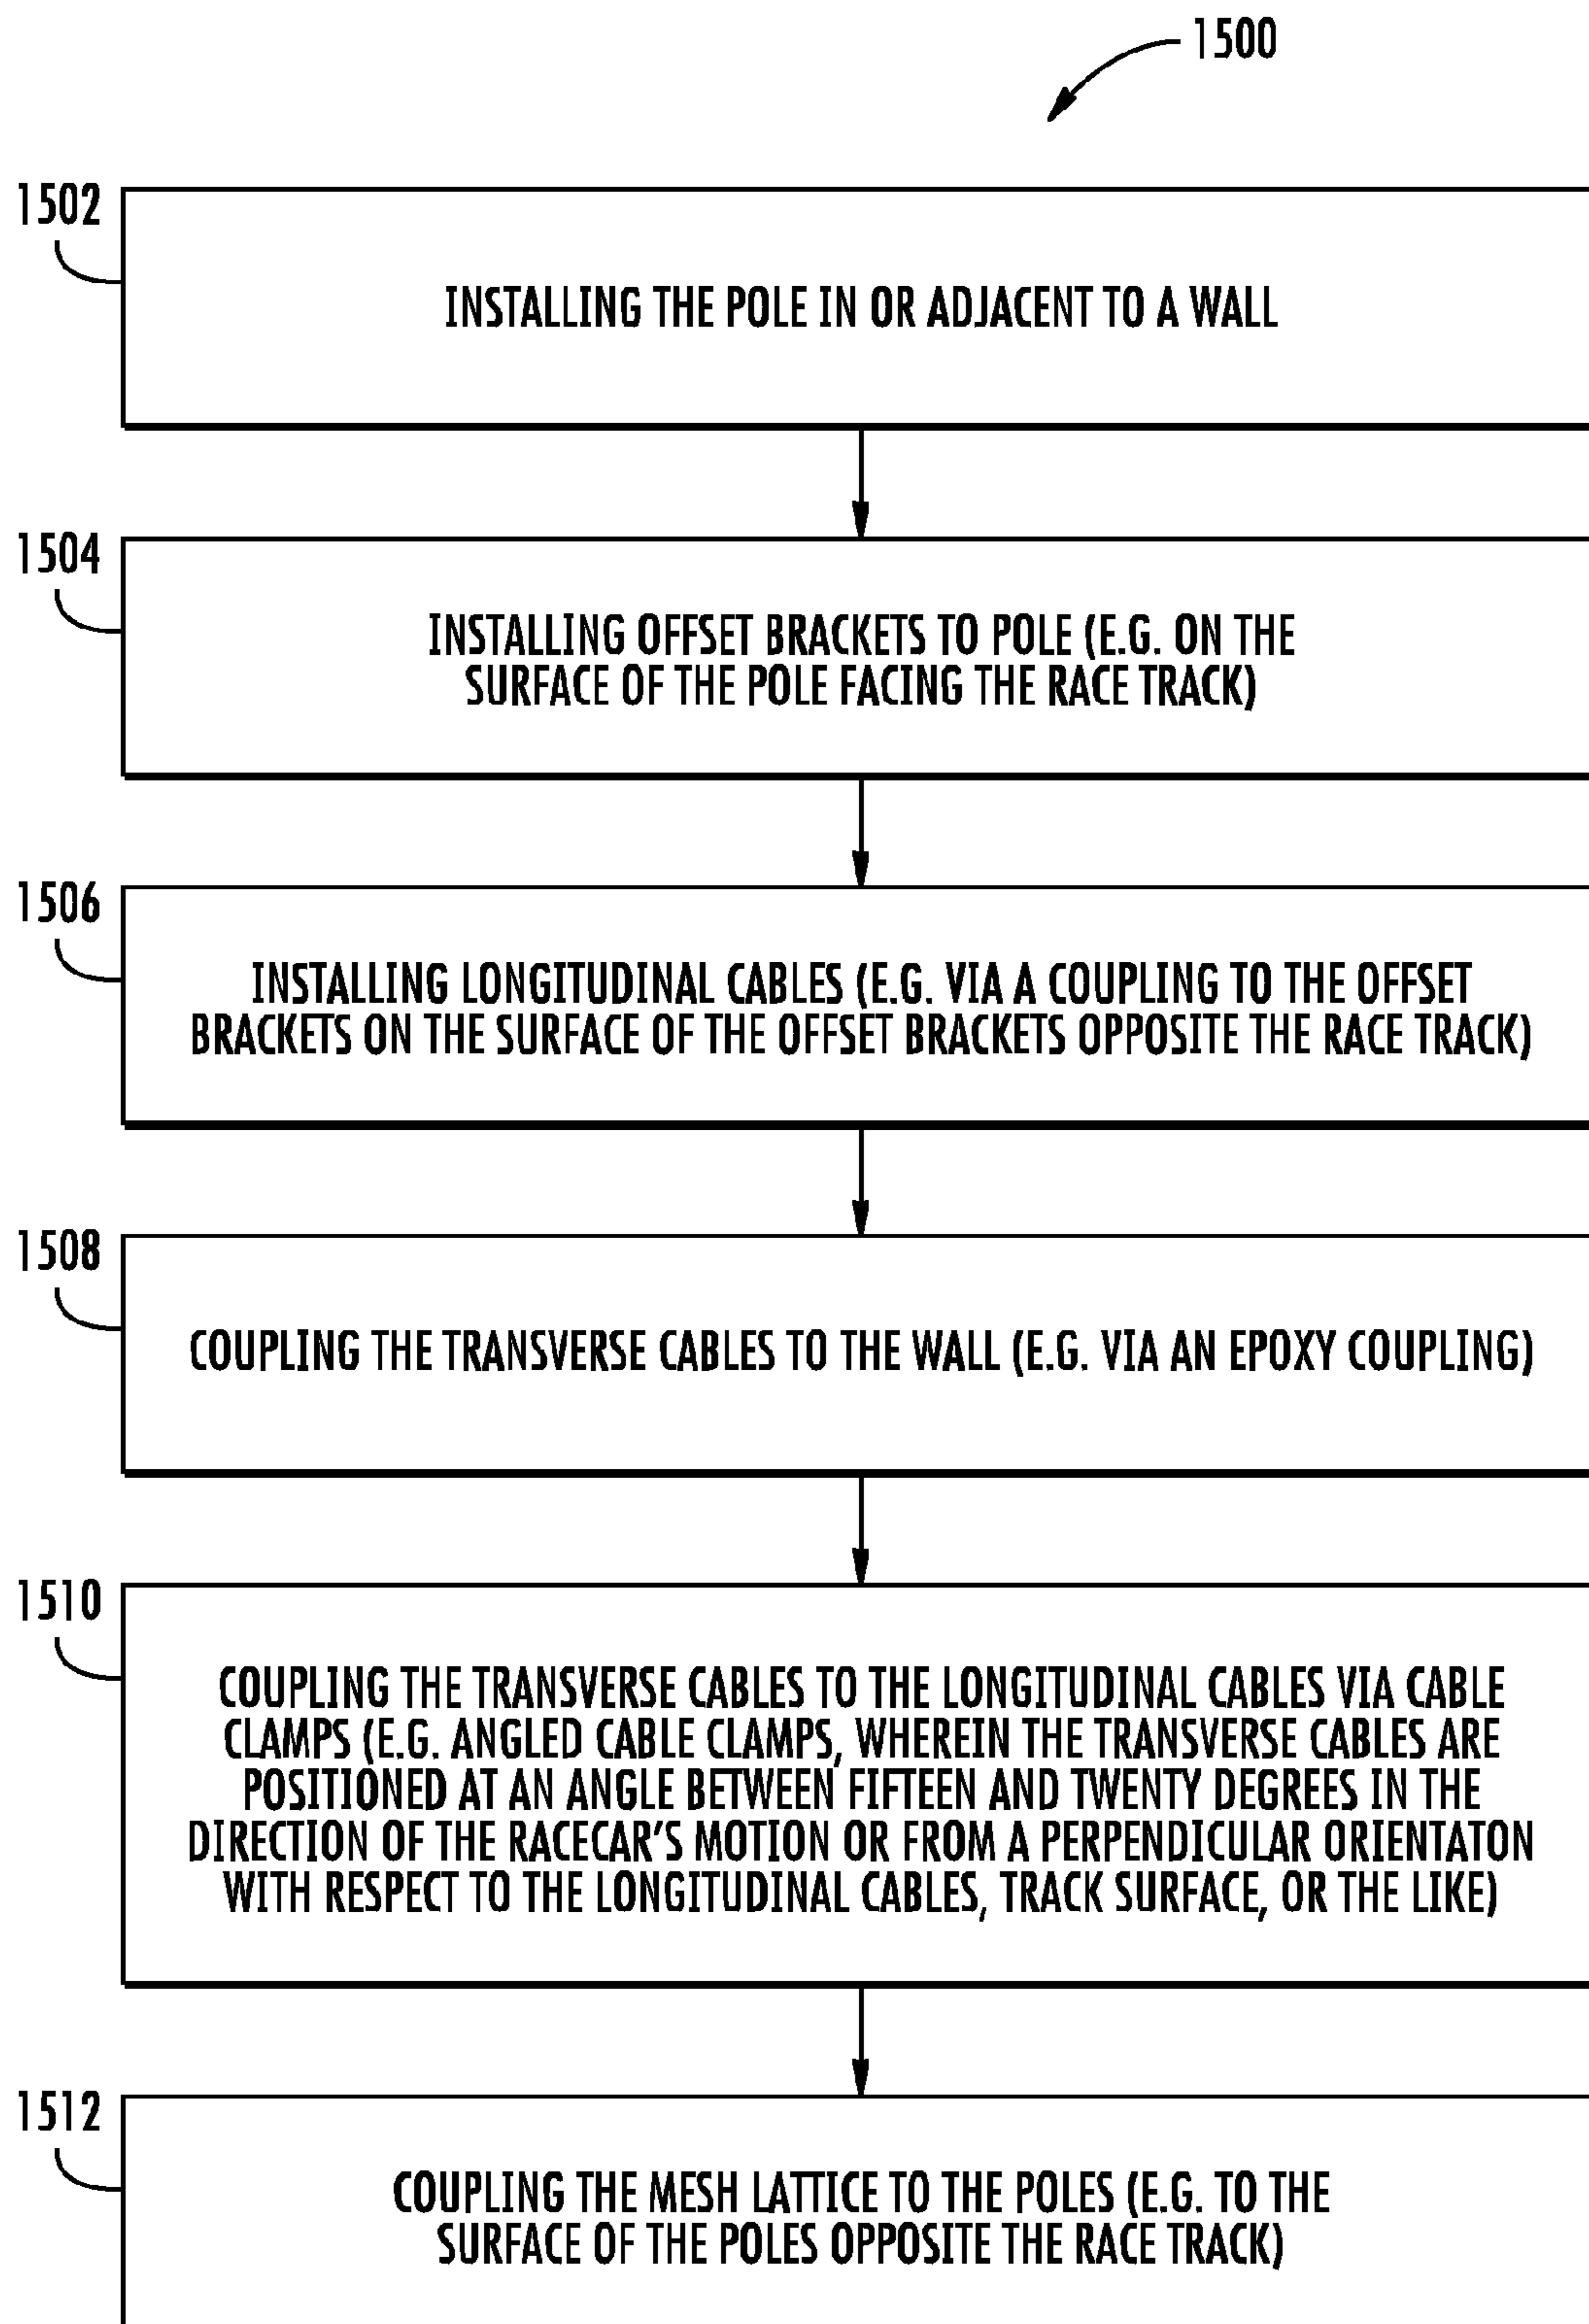 1500
1502
INSTALLING THE POLE IN OR ADJACENT TO A WALL
1504
INSTALLING OFFSET BRACKETS TO POLE (E.G. ON THE
SURFACE OF THE POLE FACING THE RACE TRACK)
1506
INSTALLING LONGITUDINAL CABLES (E.G. VIA A COUPLING TO THE OFFSET
BRACKETS ON THE SURFACE OF THE OFFSET BRACKETS OPPOSITE THE RACE TRACK)
1508
COUPLING THE TRANSVERSE CABLES TO THE WALL (E.G. VIA AN EPOXY COUPLING)
1510
COUPLING THE TRANSVERSE CABLES TO THE LONGITUDINAL CABLES VIA CABLE
CLAMPS (E.G. ANGLED CABLE CLAMPS, WHEREIN THE TRANSVERSE CABLES ARE
POSITIONED AT AN ANGLE BETWEEN FIFTEEN AND TWENTY DEGREES IN THE
DIRECTION OF THE RACECAR'S MOTION OR FROM A PERPENDICULAR ORIENTATON
WITH RESPECT TO THE LONGITUDINAL CABLES, TRACK SURFACE, OR THE LIKE)
1512
COUPLING THE MESH LATTICE TO THE POLES (E.G. TO THE
SURFACE OF THE POLES OPPOSITE THE RACE TRACK)